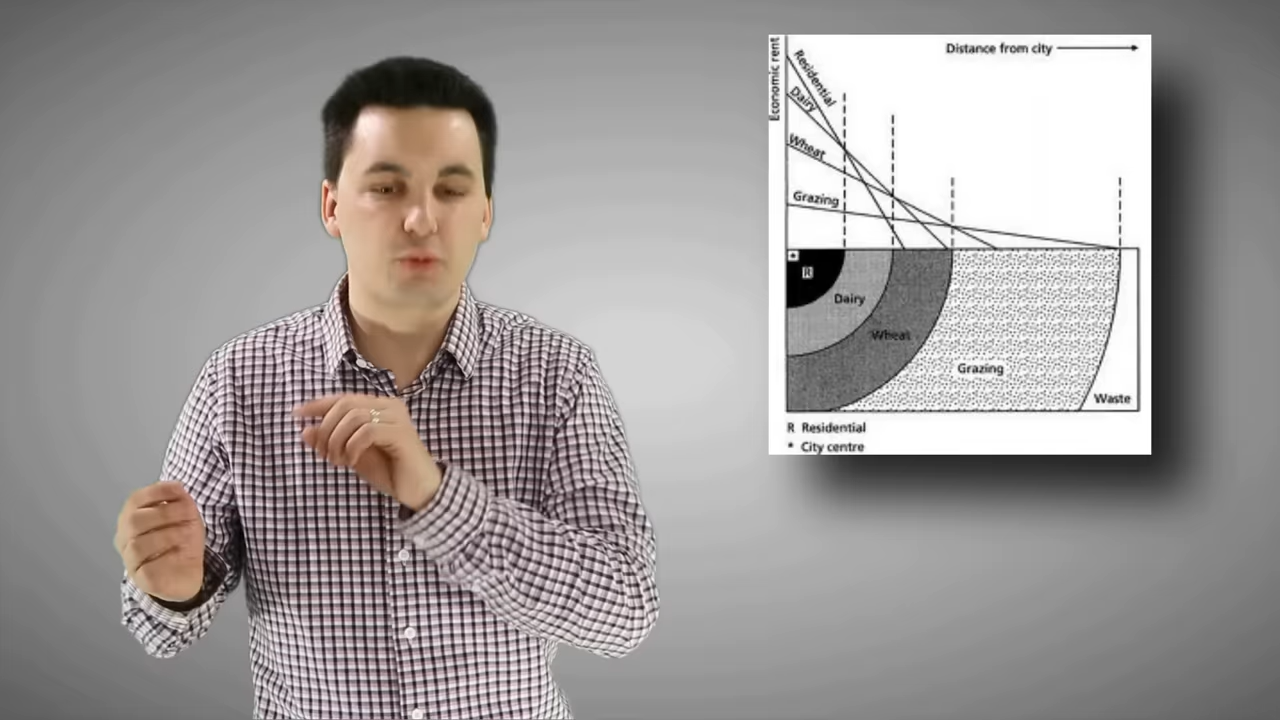 Economic rent
Distance from city
Residential
Dairy
Wheat
Grazing
R
Dairy
Wheat
Grazing
Waste
R Residential
* City centre